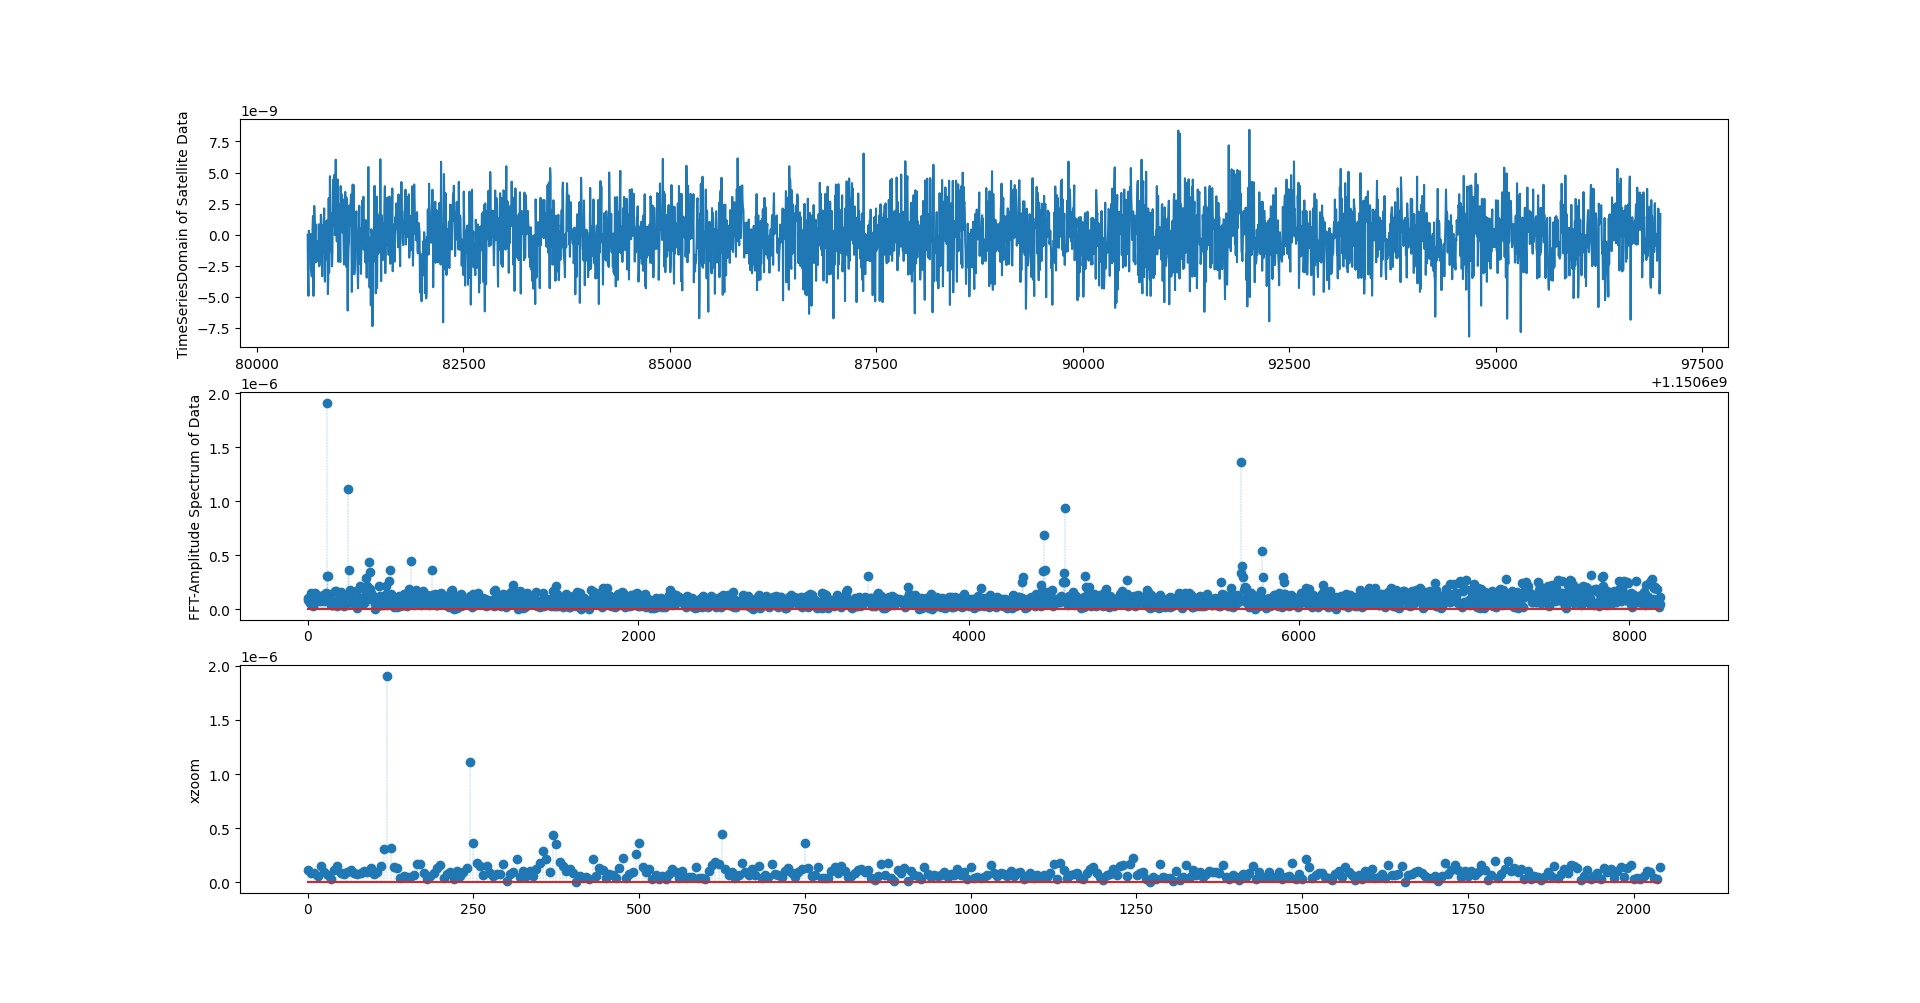 1e−9
TimeSeriesDomain of Satellite Data
7.5
5.0
2.5
0.0
−2.5
−5.0
−7.5
80000 82500 85000 87500 90000 92500 95000 97500
+1.1506e9
1e−6
FFT-Amplitude Spectrum of Data
2.0
1.5
1.0
0.5
0.0
0 2000 4000 6000 8000
1e−6
xzoom
2.0
1.5
1.0
0.5
0.0
0 250 500 750 1000 1250 1500 1750 2000